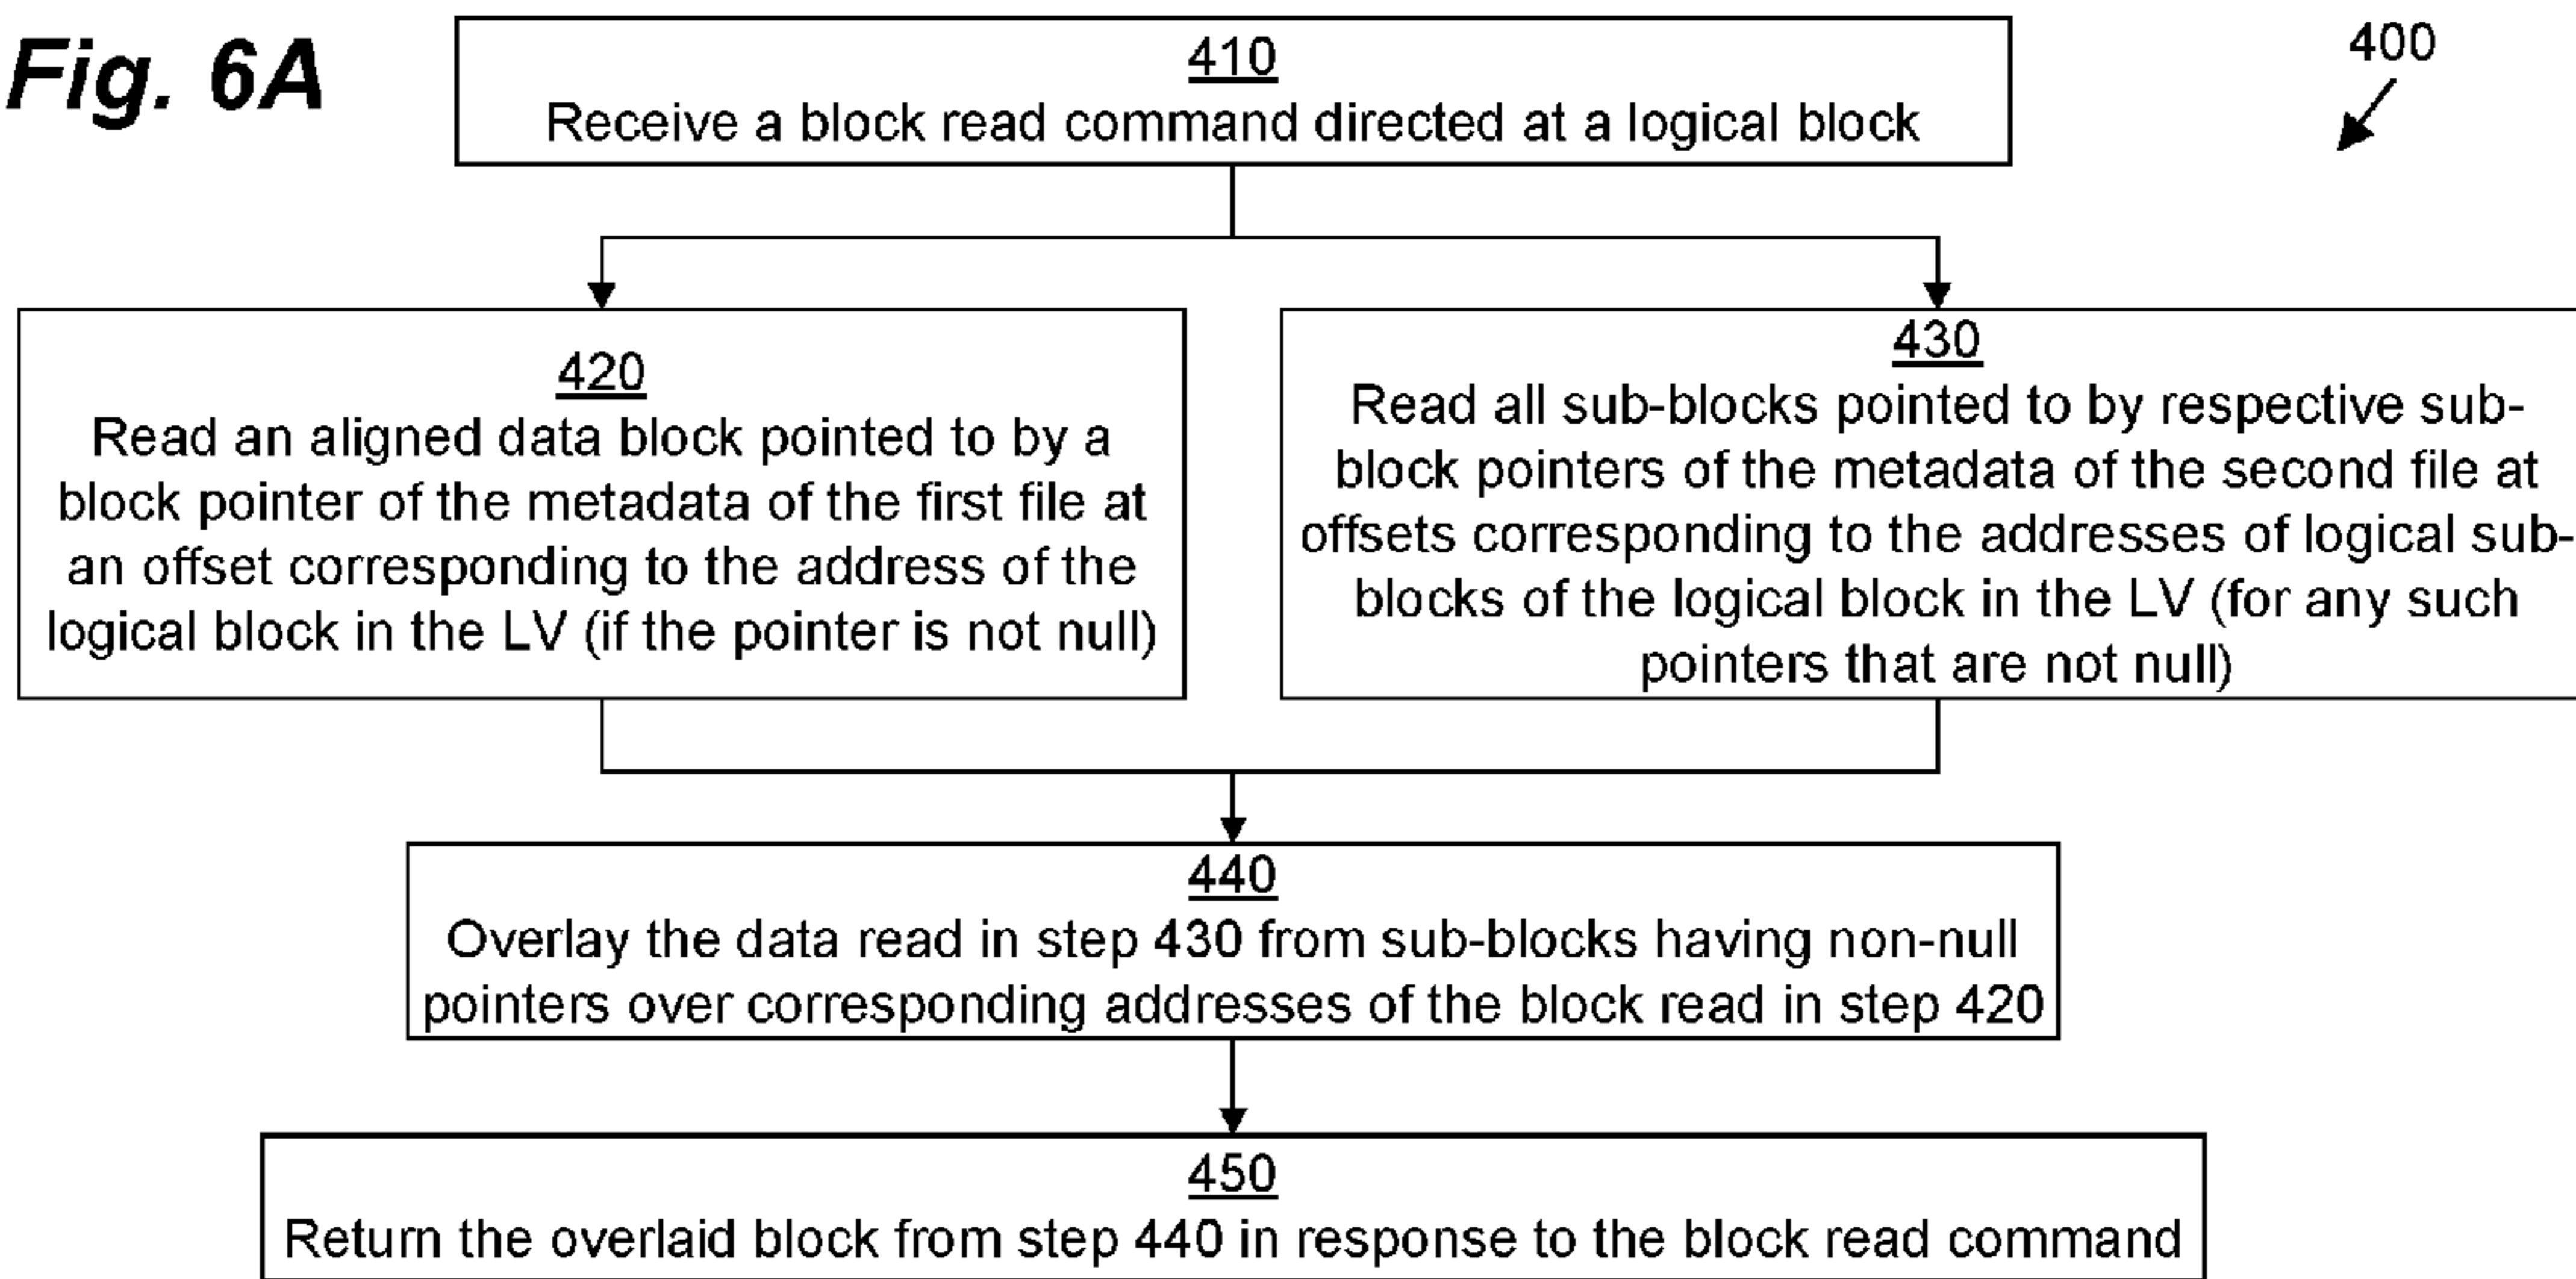 Fig. 6A
400
410
Receive a block read command directed at a logical block
420
Read an aligned data block pointed to by a
block pointer of the metadata of the first file at
an offset corresponding to the address of the
logical block in the LV (if the pointer is not null)
430
Read all sub-blocks pointed to by respective sub-
block pointers of the metadata of the second file at
offsets corresponding to the addresses of logical sub-
blocks of the logical block in the LV (for any such
pointers that are not null)
440
Overlay the data read in step 430 from sub-blocks having non-null
pointers over corresponding addresses of the block read in step 420
450
Return the overlaid block from step 440 in response to the block read command